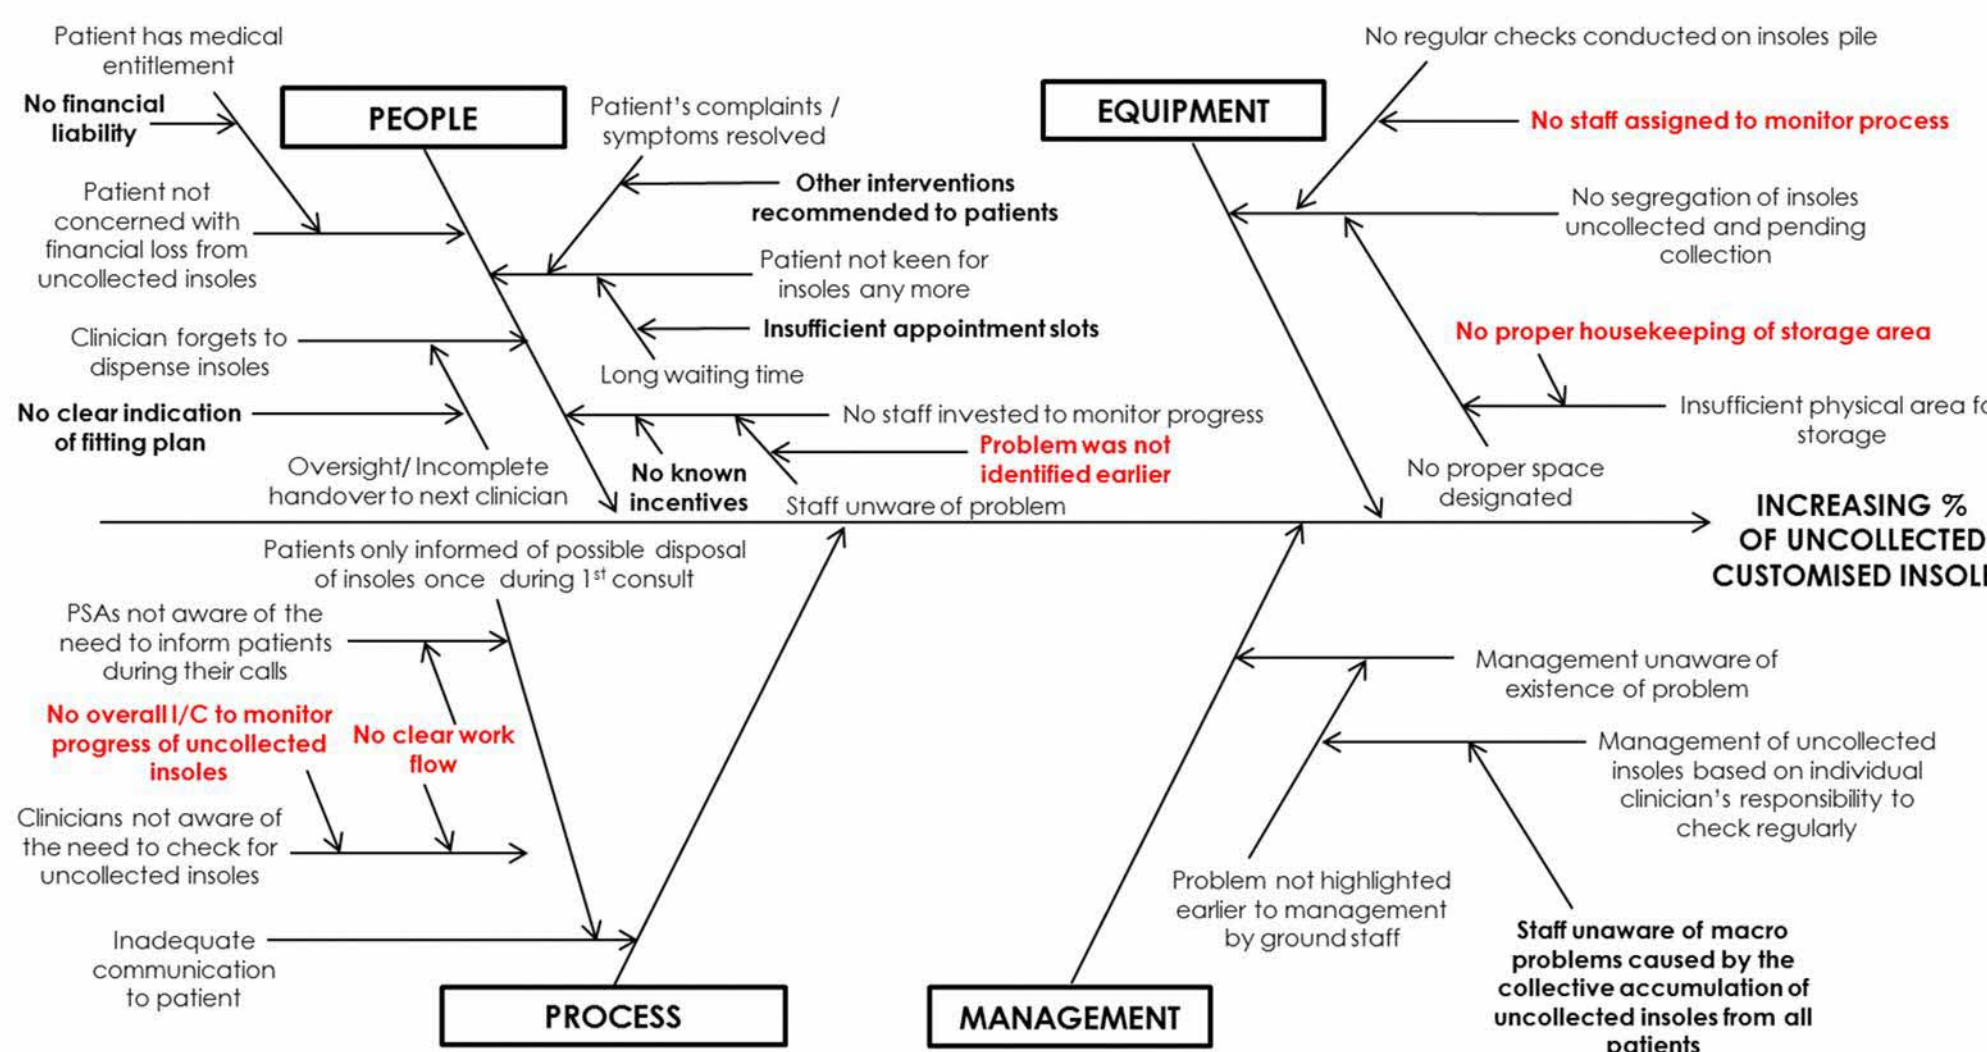 Patient has medical
entitlement
No financial
liability
PEOPLE
Patient's complaints /
symptoms resolved
Other interventions
recommended to patients
Patient not
concerned with
financial loss from
uncollected insoles
Patient not keen for
insoles any more
Insufficient appointment slots
Clinician forgets to
dispense insoles
Long waiting time
No clear indication
of fitting plan
No staff invested to monitor progress
Problem was not
identified earlier
Oversight/ Incomplete
handover to next clinician
No known
incentives
Staff unware of problem
EQUIPMENT
No regular checks conducted on insoles pile
No staff assigned to monitor process
No segregation of insoles
uncollected and pending
collection
No proper housekeeping of storage area
Insufficient physical area
storage
No proper space
designated
INCREASING %
OF UNCOLLECTED
CUSTOMISED
Patients only informed of possible disposal
of insoles once during 1st consult
PSAs not aware of the
need to inform patients
during their calls
No overall I/C to monitor
progress of uncollected
insoles
No clear work
flow
Clinicians not aware of
the need to check for
uncollected insoles
Inadequate
communication
to patient
PROCESS
Management unaware of
existence of problem
Management of uncollected
insoles based on individual
clinician's responsibility to
check regularly
Problem not highlighted
earlier to management
by ground staff
Staff unaware of macro
problems caused by the
collective accumulation of
uncollected insoles from all
patients
MANAGEMENT